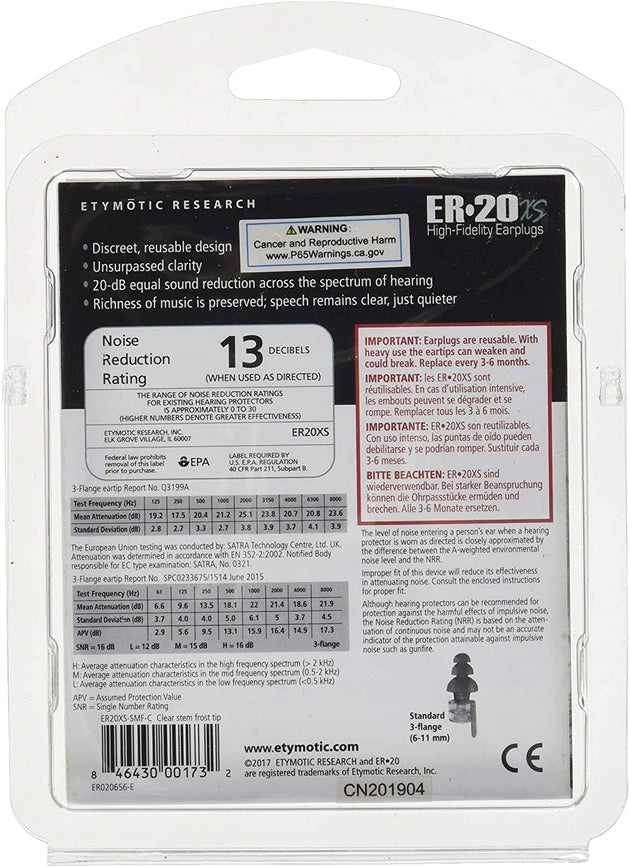 ETYMŌTIC RESEARCH
ER•20XS
High-Fidelity Earplugs
WARNING:
Cancer and Reproductive Harm
www.P65Warnings.ca.gov
• Discreet, reusable design
• Unsurpassed clarity
• 20-dB equal sound reduction across the spectrum of hearing
• Richness of music is preserved; speech remains clear, just quieter
Noise
Reduction
Rating
13 DECIBELS
(WHEN USED AS DIRECTED)
THE RANGE OF NOISE REDUCTION RATINGS
FOR EXISTING HEARING PROTECTORS
IS APPROXIMATELY 0 TO 30
(HIGHER NUMBERS DENOTE GREATER EFFECTIVENESS)
ETYMOTIC RESEARCH, INC.
ELK GROVE VILLAGE, IL 60007
ER20XS
Federal law prohibits
removal of this label
prior to purchase.
EPA
LABEL REQUIRED BY
U.S. E.P.A. REGULATION
40 CFR Part 211, Subpart B.
IMPORTANT: Earplugs are reusable. With
heavy use the eartips can weaken and
could break. Replace every 3-6 months.
IMPORTANT: les ER•20XS sont
réutilisables. En cas d'utilisation intensive,
les embouts peuvent se dégrader et se
rompre. Remplacer tous les 3 à 6 mois.
IMPORTANTE: ER•20XS son reutilizables.
Con uso intenso, las puntas de oído pueden
debilitarse y se podrían romper. Sustituir cada
3-6 meses.
BITTE BEACHTEN: ER•20XS sind
wiederverwendbar. Bei starker Beanspruchung
können die Ohrpassstücke ermüden und
brechen. Alle 3-6 Monate ersetzen.
3-Flange eartip Report No. Q3199A
Test Frequency (Hz) 125 250 500 1000 2000 3150 4000 6300 8000
Mean Attenuation (dB) 19.2 17.5 20.4 21.2 25.1 23.8 20.7 20.8 23.6
Standard Deviation (dB) 2.8 2.7 3.3 2.7 3.8 3.9 3.7 4.1 3.9
The European Union testing was conducted by: SATRA Technology Centre, Ltd. UK.
Attenuation was determined in accordance with EN 352-2:2002. Notified Body
responsible for EC type examination: SATRA, No. 0321.
3-Flange eartip Report No. SPC0233675/1514 June 2015
Test Frequency (Hz) 63 125 250 500 1000 2000 4000 8000
Mean Attenuation (dB) 6.6 9.6 13.5 18.1 22 21.4 18.6 21.9
Standard Deviation (dB) 3.7 4.0 4.0 5.0 6.1 5 3.7 4.5
APV (dB) 2.9 5.6 9.5 13.1 15.9 16.4 14.9 17.3
SNR = 16 dB L = 12 dB M = 15 dB H = 16 dB 3-flange
H: Average attenuation characteristics in the high frequency spectrum (> 2 kHz)
M: Average attenuation characteristics in the mid frequency spectrum (0.5-2 kHz)
L: Average attenuation characteristics in the low frequency spectrum (<0.5 kHz)
APV = Assumed Protection Value
SNR = Single Number Rating
The level of noise entering a person's ear when a hearing
protector is worn as directed is closely approximated by
the difference between the A-weighted environmental
noise level and the NRR.
Improper fit of this device will reduce its effectiveness
in attenuating noise. Consult the enclosed instructions
for proper fit.
Although hearing protectors can be recommended for
protection against the harmful effects of impulsive noise,
the Noise Reduction Rating (NRR) is based on the atten-
uation of continuous noise and may not be an accurate
indicator of the protection attainable against impulsive
noise such as gunfire.
Standard
3-flange
(6-11 mm)
ER20XS-SMF-C Clear stem frost tip
8 46430 00173 2
ER020656-E
www.etymotic.com
©2017 ETYMOTIC RESEARCH and ER•20
are registered trademarks of Etymotic Research, Inc.
CN201904
CE